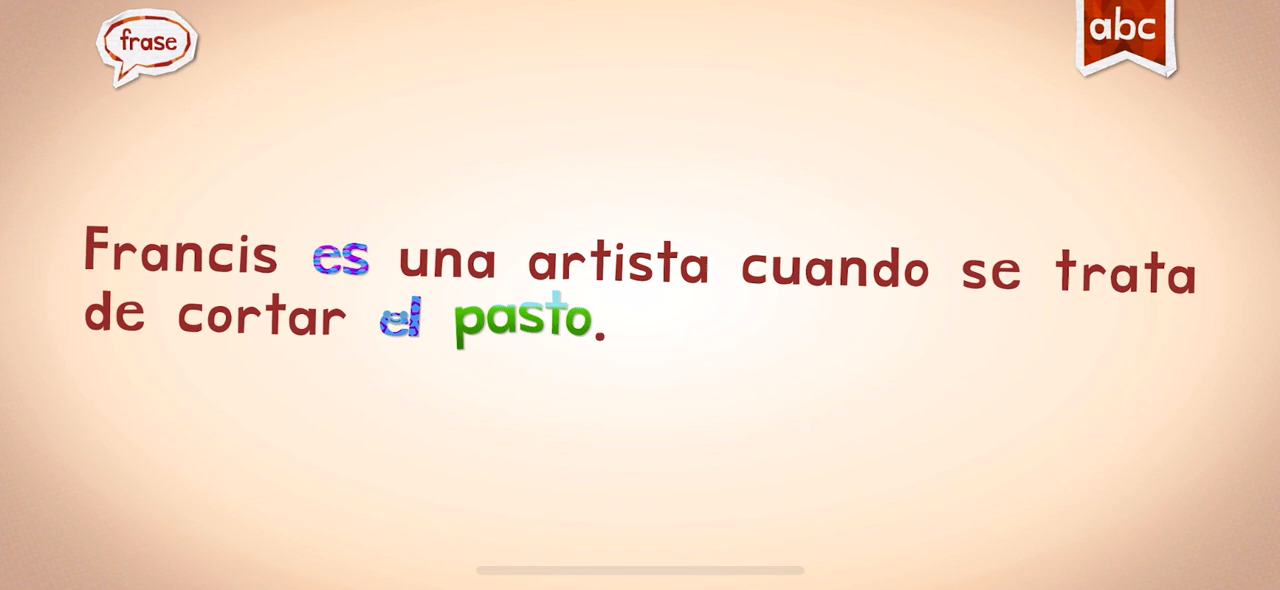 frase
abc
Francis es una artista cuando se trata
de cortar el pasto.